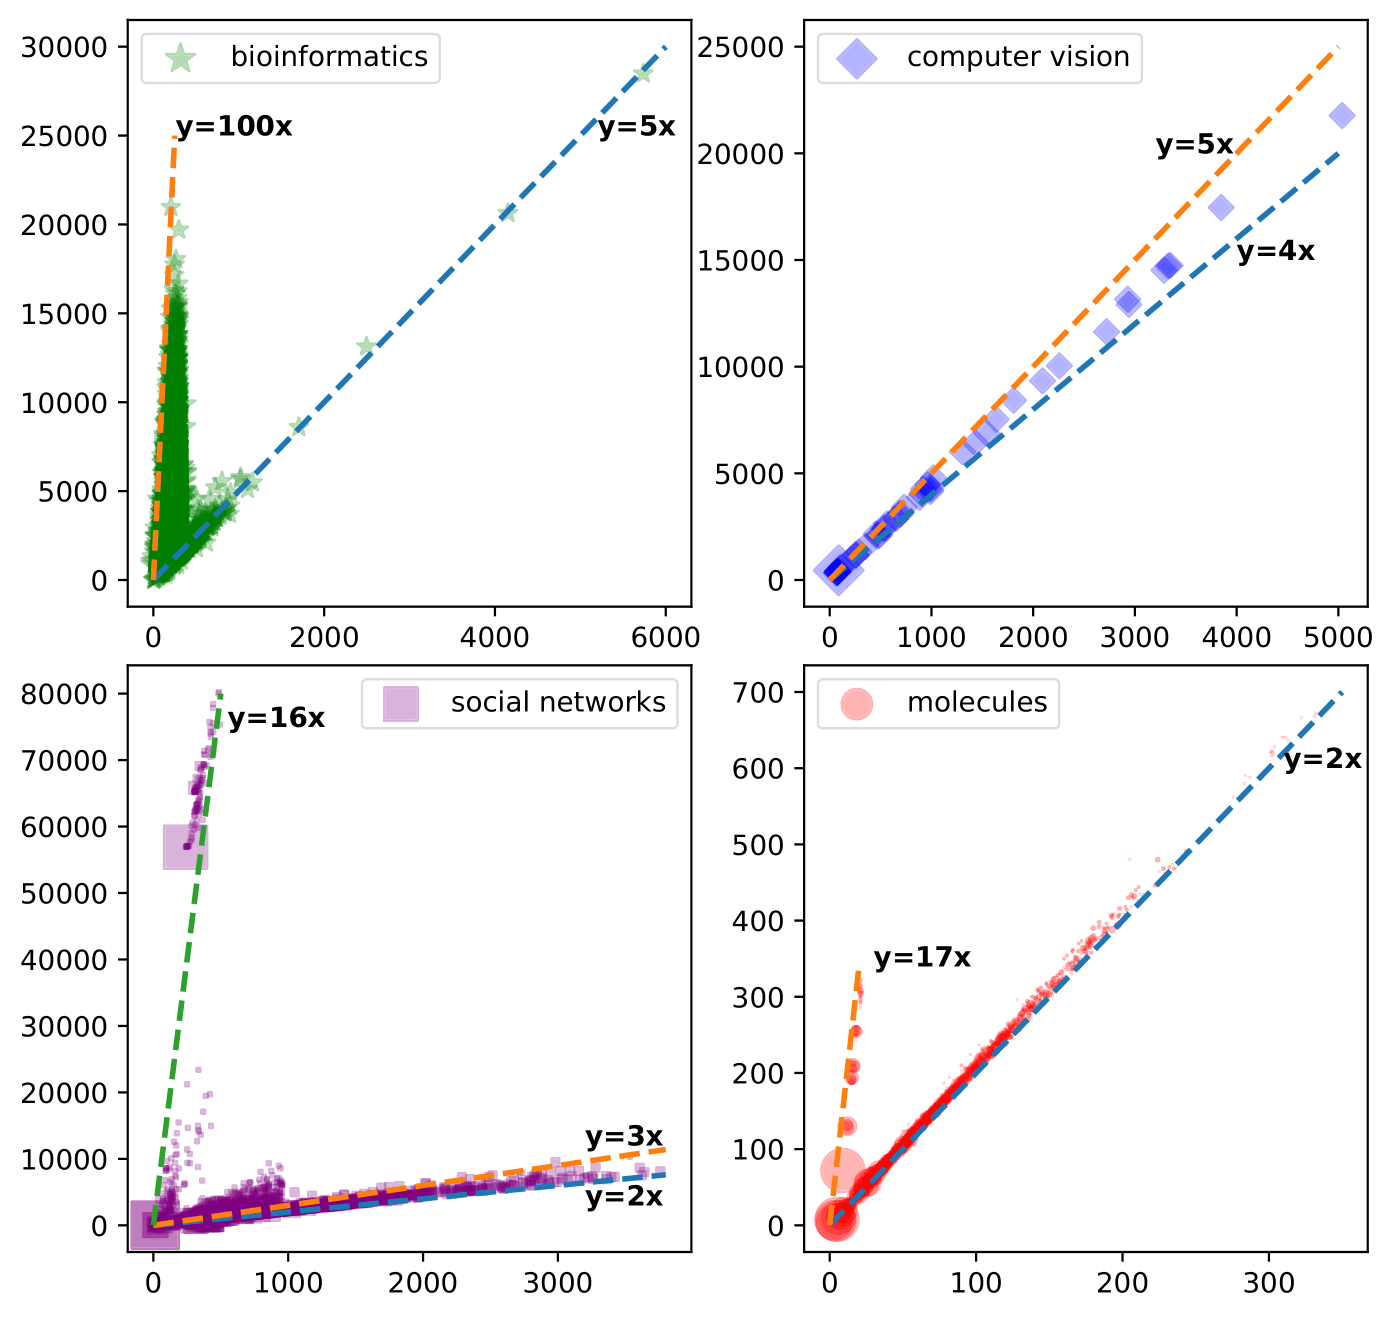 bioinformatics
y=100x
y=5x
30000
25000
20000
15000
10000
5000
0
0 2000 4000 6000
computer vision
y=5x
y=4x
25000
20000
15000
10000
5000
0
0 1000 2000 3000 4000 5000
social networks
y=16x
y=3x
y=2x
80000
70000
60000
50000
40000
30000
20000
10000
0
0 1000 2000 3000
molecules
y=2x
y=17x
700
600
500
400
300
200
100
0
0 100 200 300